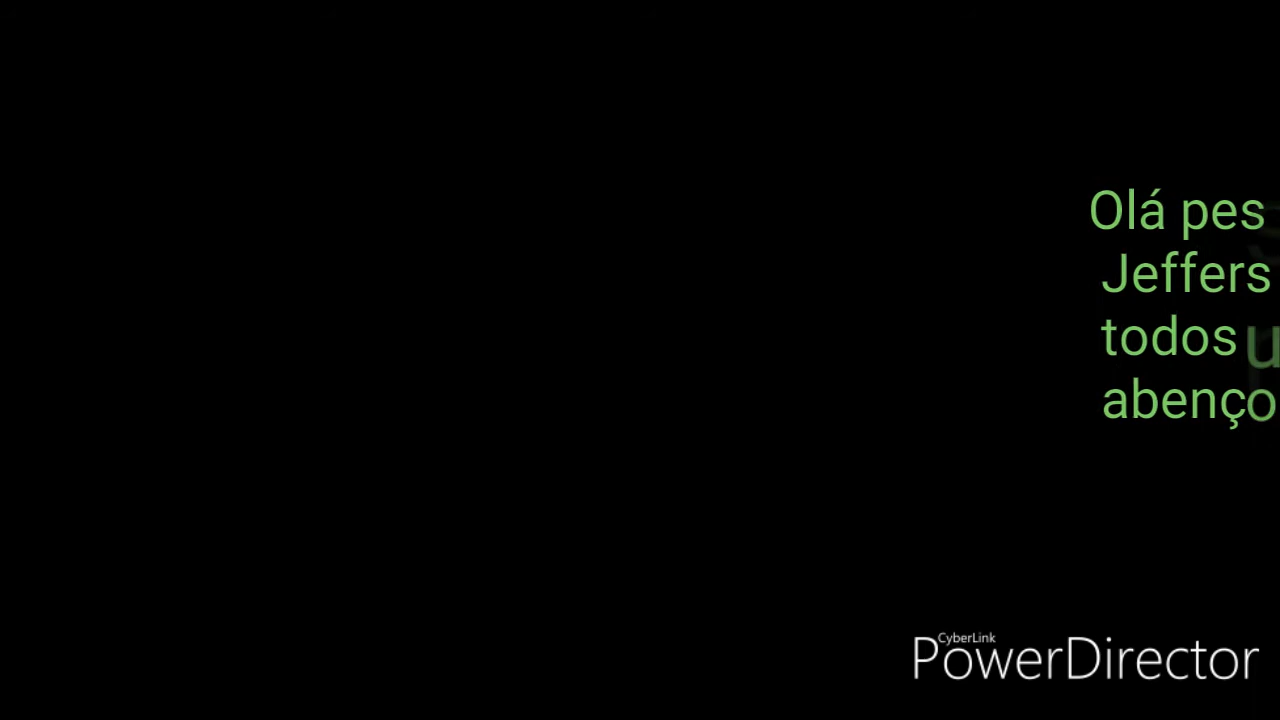 Olá pes
Jeffers
todos
abenço
CyberLink
PowerDirector